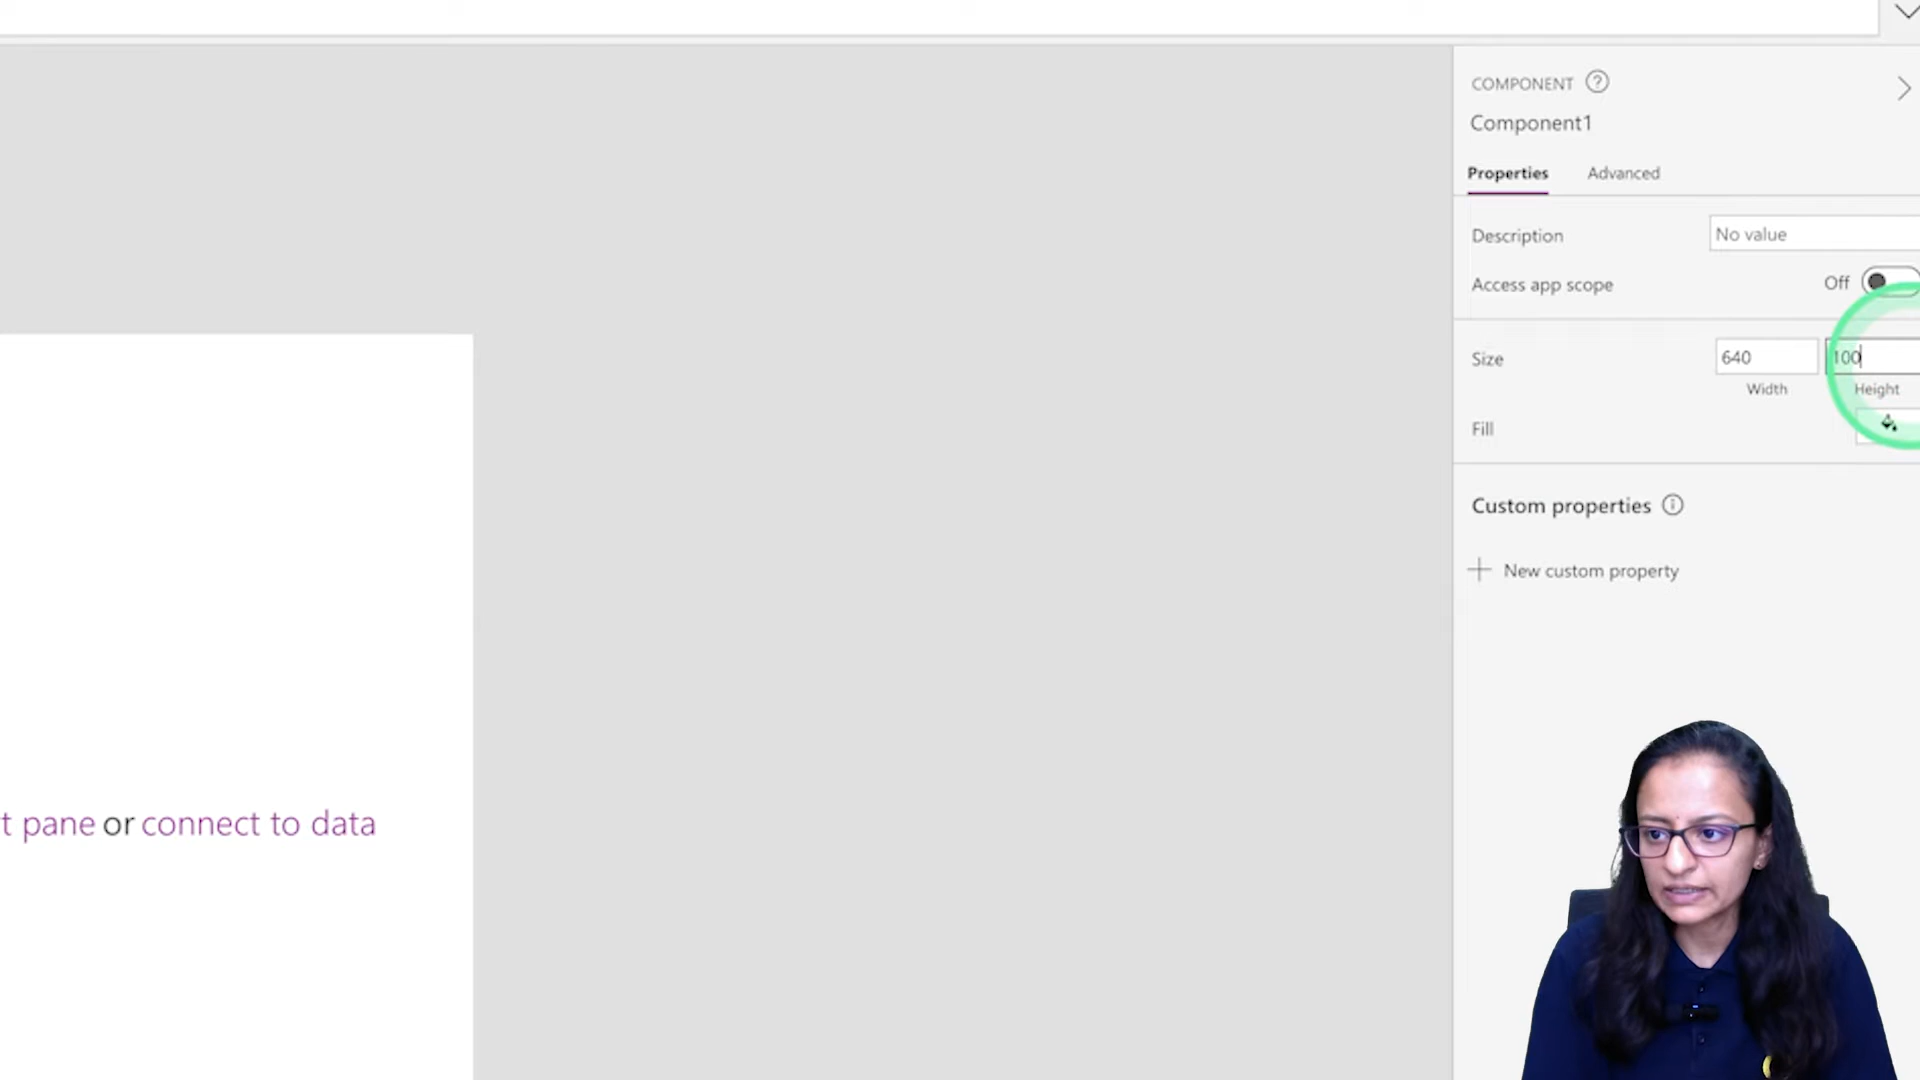 COMPONENT
Component1
Properties Advanced
Description No value
Access app scope Off
Size 640 100
Width Height
Fill
Custom properties
New custom property
t pane or connect to data